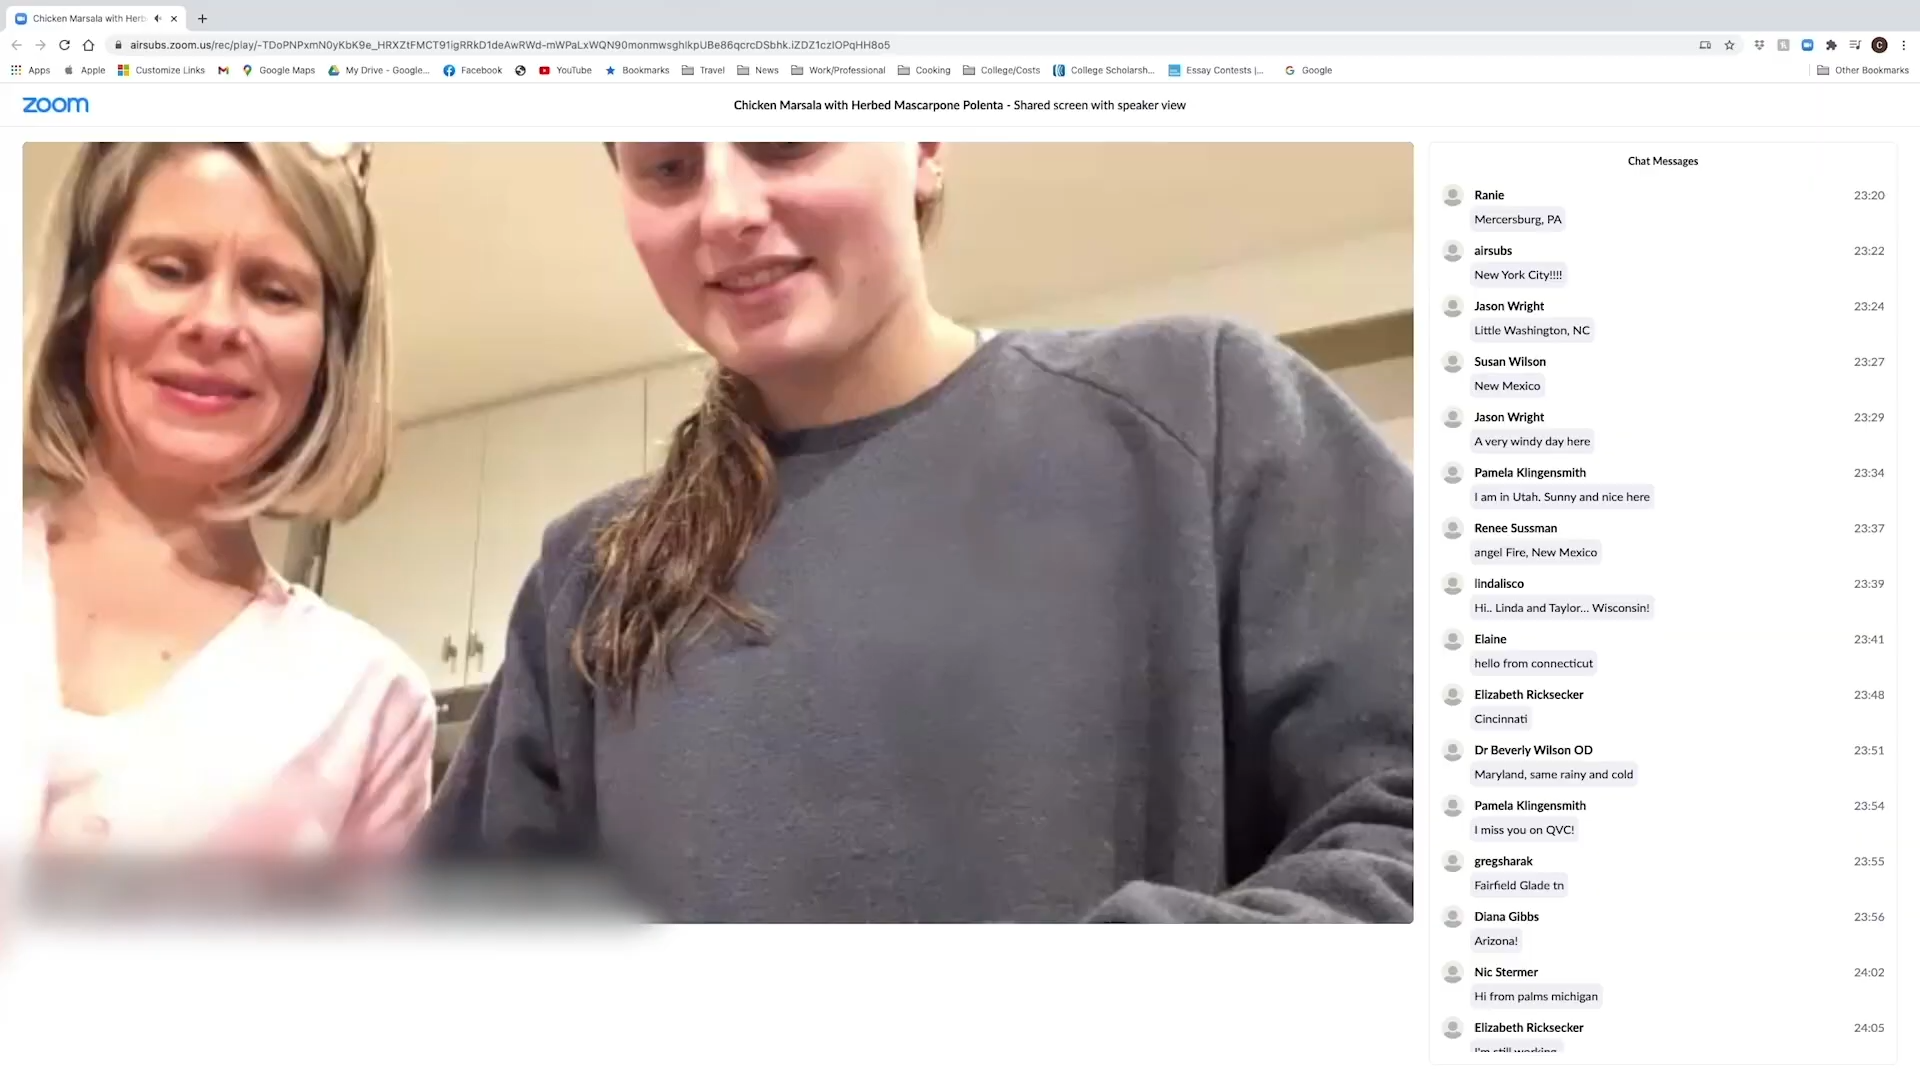 Chicken Marsala with Herb
airsubs.zoom.us/rec/play/-TDoPNPxmN0yKbK9e_HRXZtFMCT91igRRkD1deAwRWd-mWPaLxWQN90monmwsghlkpUBe86qcrcDSbhk.iZDZ1czIOPqHH8o5
Apps Apple Customize Links Google Maps My Drive - Google... Facebook YouTube Bookmarks Travel News Work/Professional Cooking College/Costs College Scholarsh... Essay Contests |... Google Other Bookmarks
zoom
Chicken Marsala with Herbed Mascarpone Polenta - Shared screen with speaker view
Chat Messages
Ranie 23:20
Mercersburg, PA
airsubs 23:22
New York City!!!!
Jason Wright 23:24
Little Washington, NC
Susan Wilson 23:27
New Mexico
Jason Wright 23:29
A very windy day here
Pamela Klingensmith 23:34
I am in Utah. Sunny and nice here
Renee Sussman 23:37
angel Fire, New Mexico
lindalisco 23:39
Hi.. Linda and Taylor... Wisconsin!
Elaine 23:41
hello from connecticut
Elizabeth Ricksecker 23:48
Cincinnati
Dr Beverly Wilson OD 23:51
Maryland, same rainy and cold
Pamela Klingensmith 23:54
I miss you on QVC!
gregsharak 23:55
Fairfield Glade tn
Diana Gibbs 23:56
Arizona!
Nic Stermer 24:02
Hi from palms michigan
Elizabeth Ricksecker 24:05
I'm still working